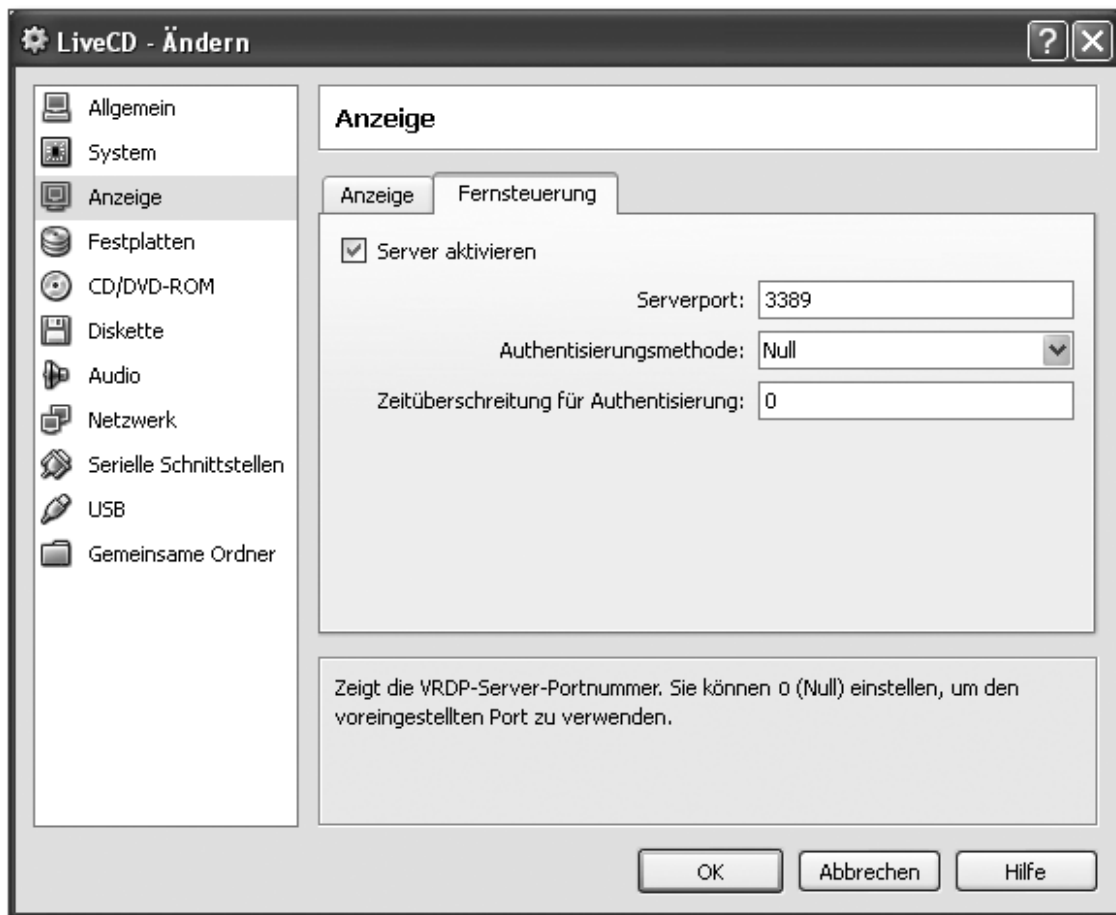 LiveCD - Ändern
Allgemein
System
Anzeige
Festplatten
CD/DVD-ROM
Diskette
Audio
Netzwerk
Serielle Schnittstellen
USB
Gemeinsame Ordner
Anzeige
Anzeige
Fernsteuerung
Server aktivieren
Serverport: 3389
Authentisierungsmethode: Null
Zeitüberschreitung für Authentisierung: 0
Zeigt die VRDP-Server-Portnummer. Sie können 0 (Null) einstellen, um den
voreingestellten Port zu verwenden.
OK
Abbrechen
Hilfe